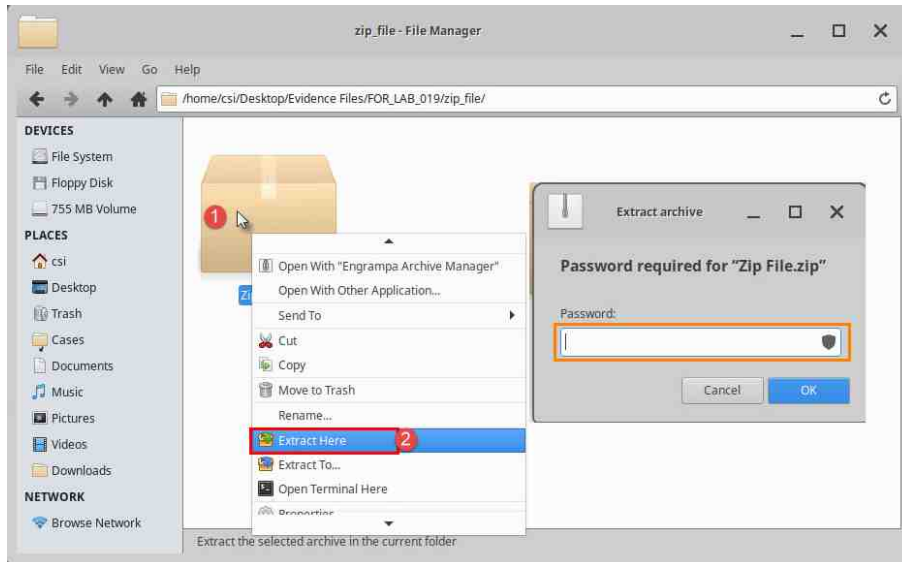 zip_file - File Manager
File Edit View Go Help
/home/csi/Desktop/Evidence Files/FOR_LAB_019/zip_file/
DEVICES
File System
Floppy Disk
755 MB Volume
PLACES
csi
Desktop
Trash
Cases
Documents
Music
Pictures
Videos
Downloads
NETWORK
Browse Network
1
Zi
Open With "Engrampa Archive Manager"
Open With Other Application...
Send To
Cut
Copy
Move to Trash
Rename...
Extract Here 2
Extract To...
Open Terminal Here
Properties
Extract archive
Password required for “Zip File.zip”
Password:
Cancel OK
Extract the selected archive in the current folder